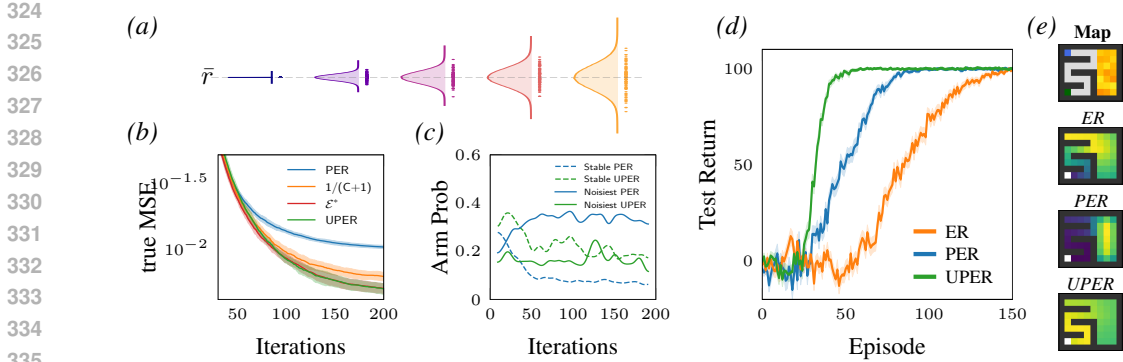 324
325
326
327
328
329
330
331
332
333
334
335
(a)
r̄
(b)
true MSE
10^−1.5
10^−2
PER
1/(C+1)
ℰ*
UPER
50 100 150 200
Iterations
(c)
Arm Prob
0.6
0.4
0.2
0
Stable PER
Stable UPER
Noisiest PER
Noisiest UPER
0 50 100 150 200
Iterations
(d)
Test Return
100
50
0
ER
PER
UPER
0 50 100 150
Episode
(e)
Map
ER
PER
UPER